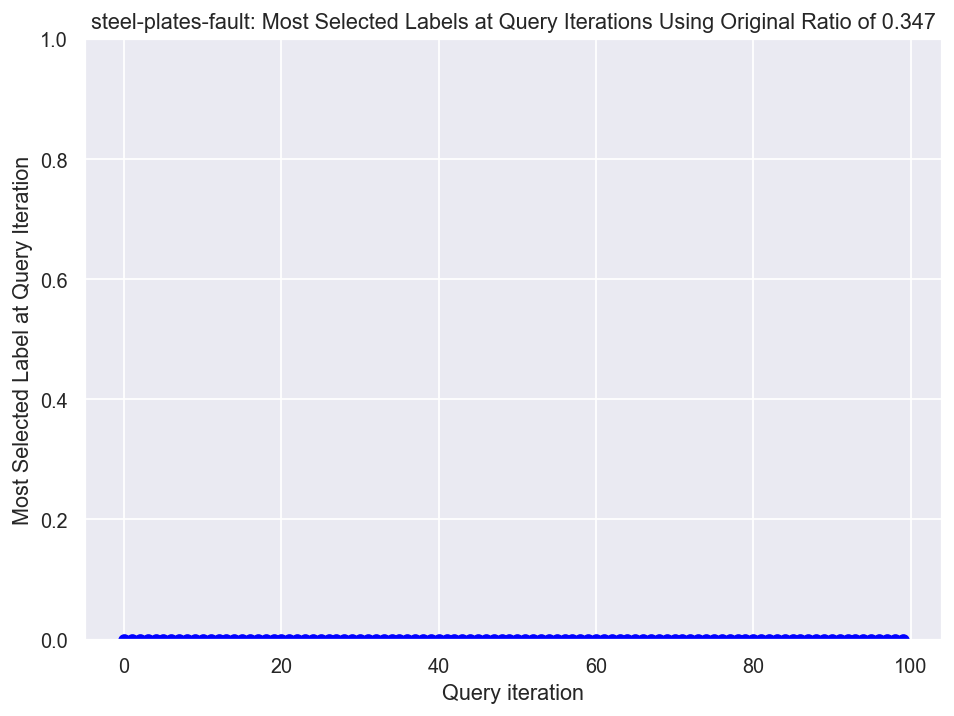 steel-plates-fault: Most Selected Labels at Query Iterations Using Original Ratio of 0.347
1.0
0.8
0.6
0.4
0.2
0.0
Most Selected Label at Query Iteration
0 20 40 60 80 100
Query iteration